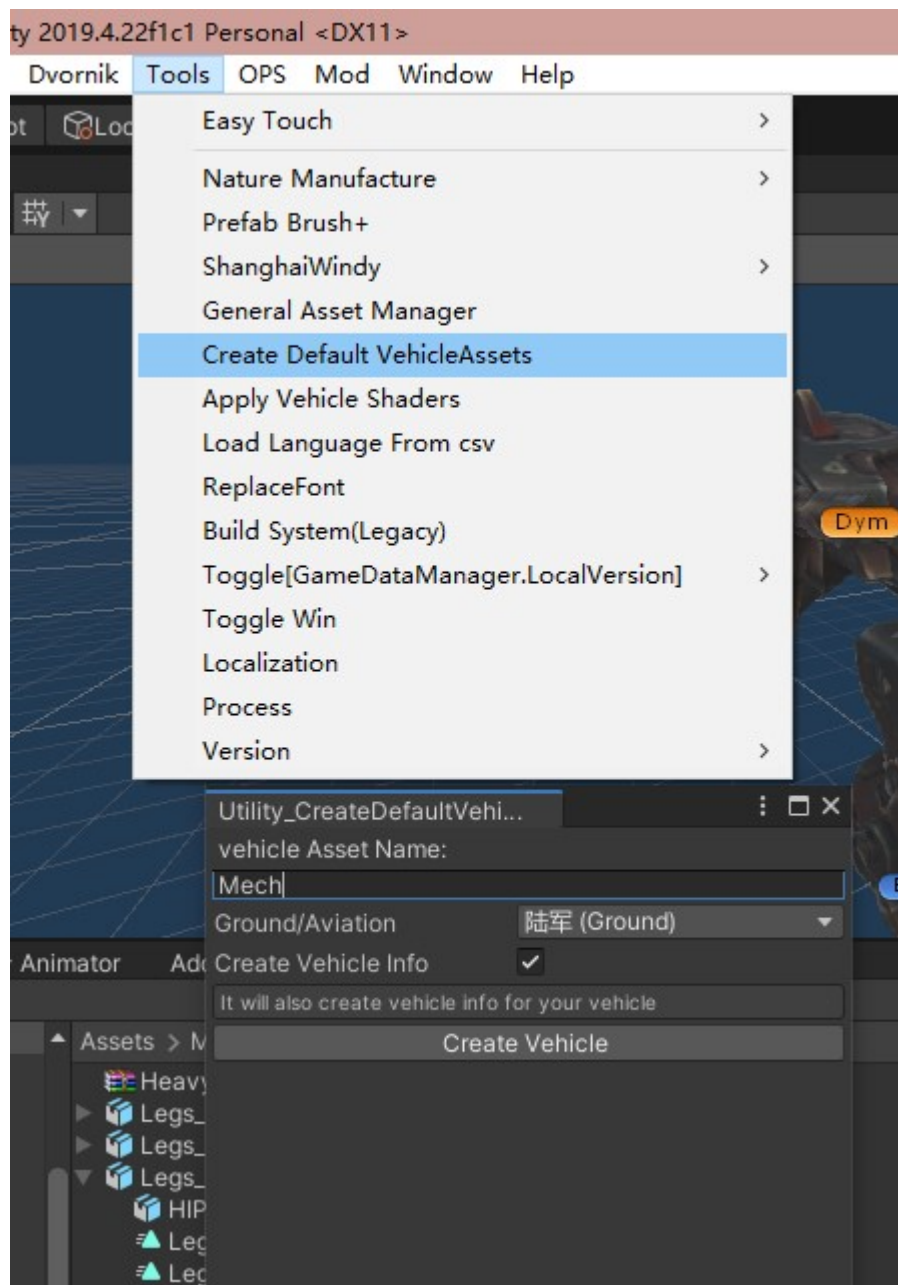 ty 2019.4.22f1c1 Personal <DX11>
Dvornik Tools OPS Mod Window Help
Easy Touch
Nature Manufacture
Prefab Brush+
ShanghaiWindy
General Asset Manager
Create Default VehicleAssets
Apply Vehicle Shaders
Load Language From csv
ReplaceFont
Build System(Legacy)
Dym
Toggle[GameDataManager.LocalVersion]
Toggle Win
Localization
Process
Version
Utility_CreateDefaultVehi...
vehicle Asset Name:
Mech
Ground/Aviation 陆军 (Ground)
Animator Create Vehicle Info
It will also create vehicle info for your vehicle
Assets > M Create Vehicle
Heavy
Legs_
Legs_
Legs_
HIP
Leg
Leg